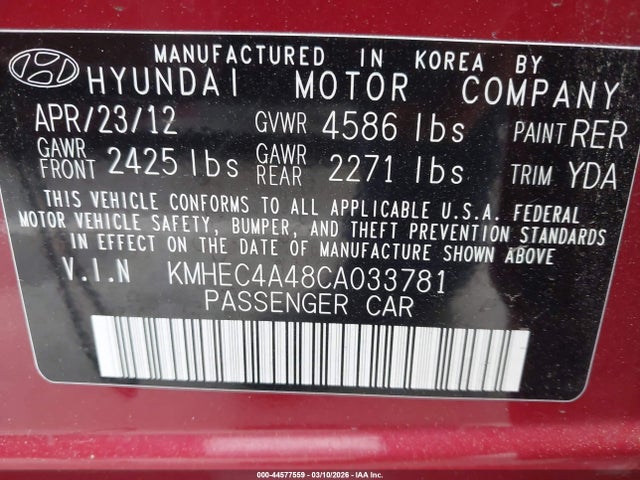 MANUFACTURED IN KOREA BY
HYUNDAI MOTOR COMPANY
APR/23/12 GVWR 4586 lbs PAINT RER
GAWR FRONT 2425 lbs GAWR REAR 2271 lbs TRIM YDA
THIS VEHICLE CONFORMS TO ALL APPLICABLE U.S.A. FEDERAL
MOTOR VEHICLE SAFETY, BUMPER, AND THEFT PREVENTION STANDARDS
IN EFFECT ON THE DATE OF MANUFACTURE SHOWN ABOVE.
V.I.N KMHEC4A48CA033781
PASSENGER CAR
000-44577559 | 03/10/2026 - IAA Inc.